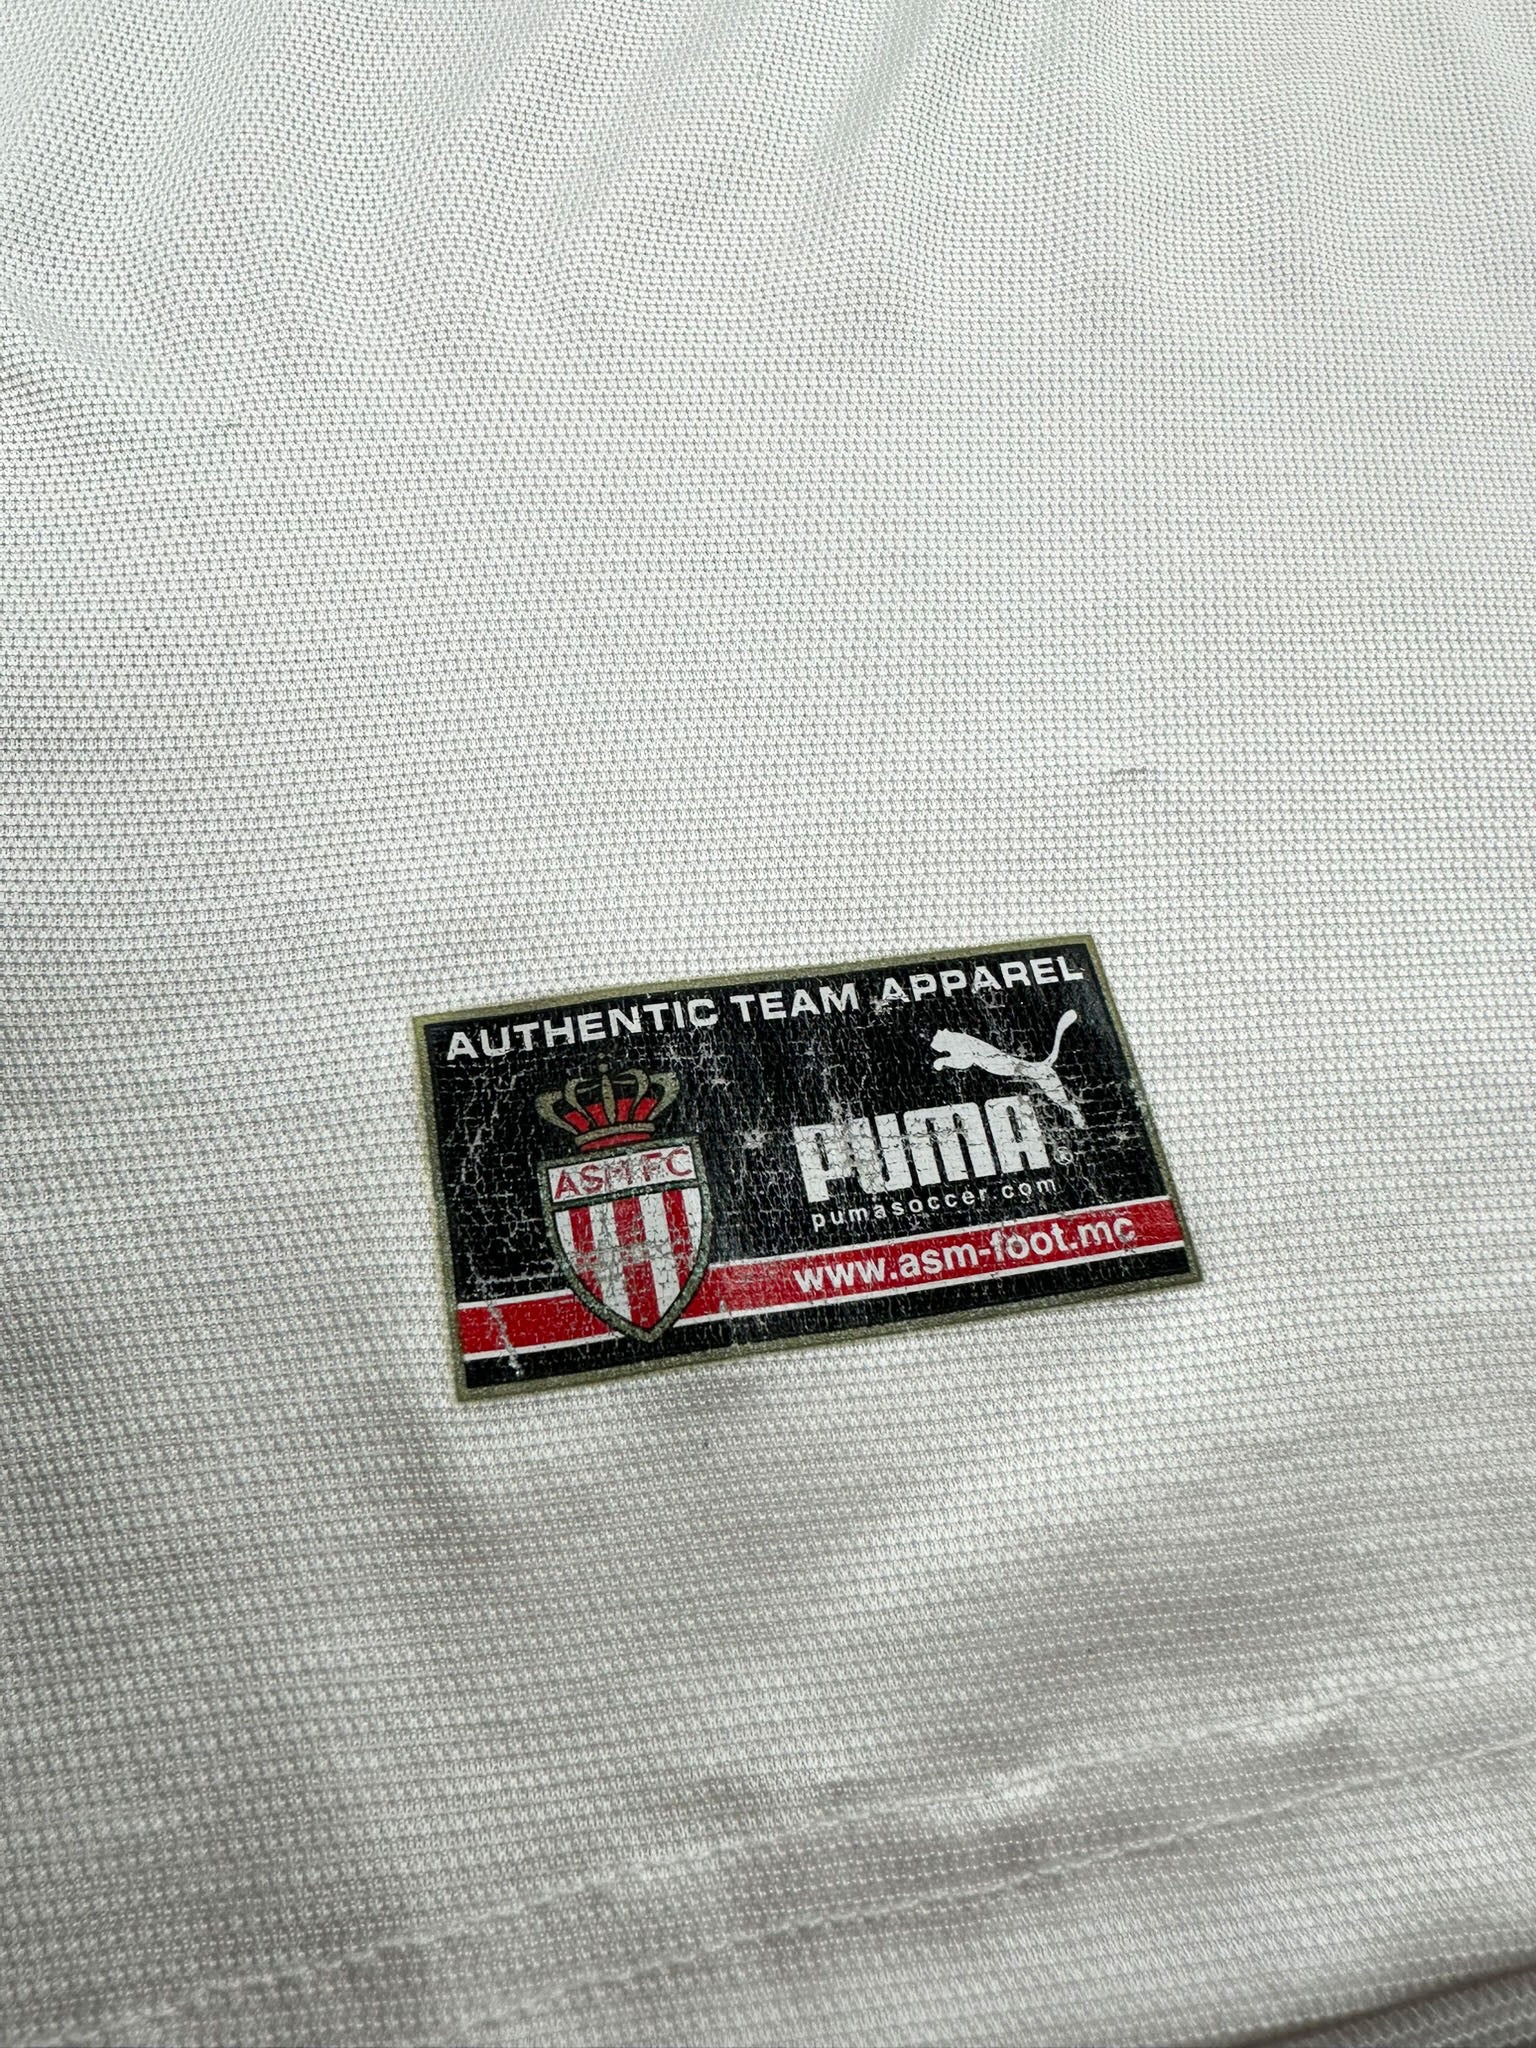 AUTHENTIC TEAM APPAREL
ASM FC
PUMA®
pumasoccer.com
www.asm-foot.mc